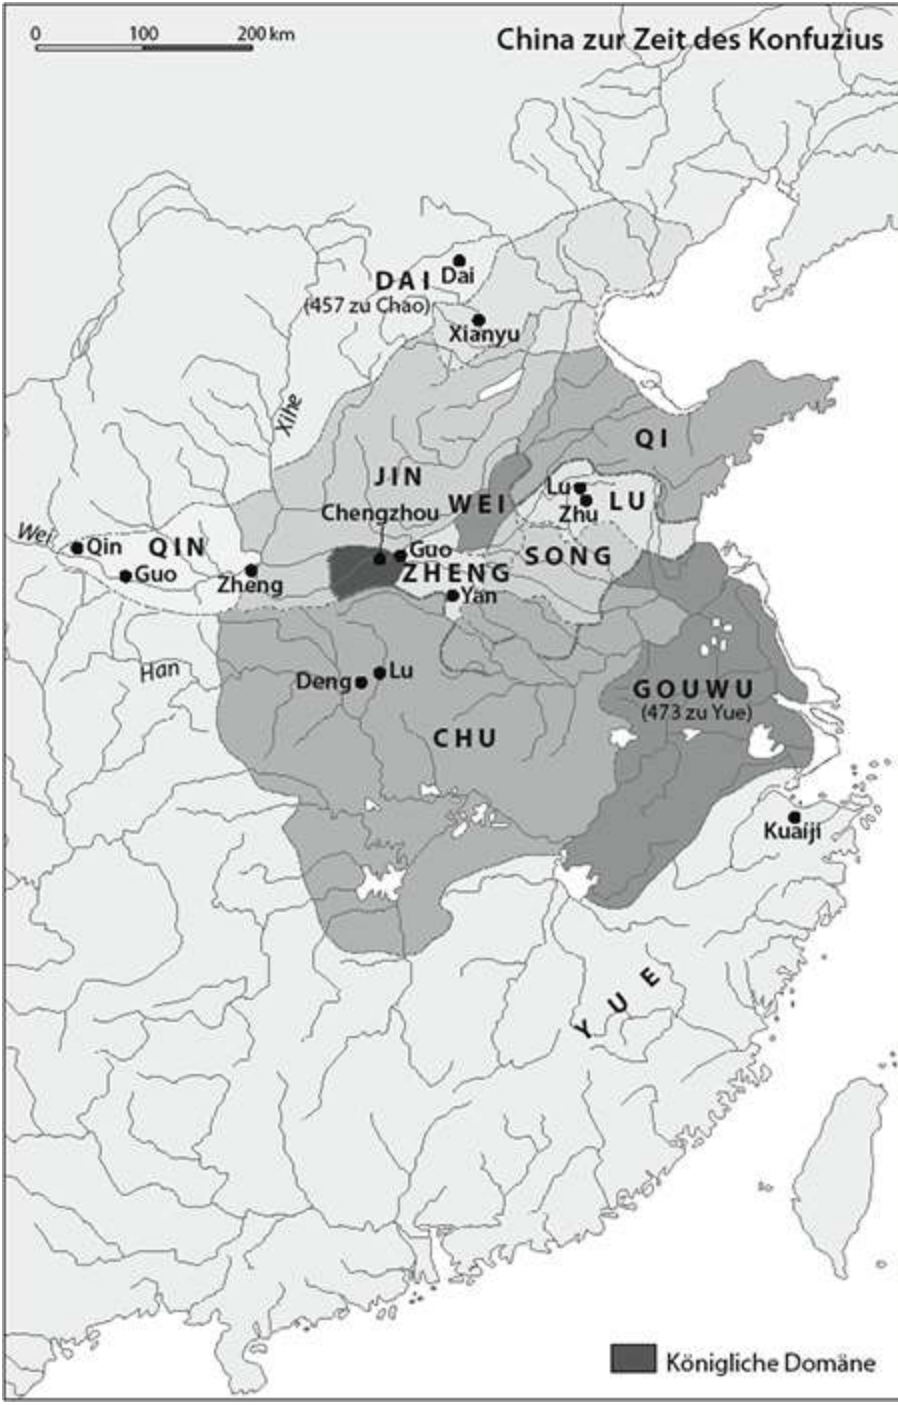 0 100 200 km
China zur Zeit des Konfuzius
DAI
Dai
(457 zu Chao)
Xianyu
Xihe
QI
JIN
WEI
Lu
LU
Zhu
Chengzhou
Wei
Qin
QIN
Guo
SONG
Guo
ZHENG
Zheng
Yan
Han
Deng
Lu
GOUWU
(473 zu Yue)
CHU
Kuaiji
YUE
Königliche Domäne